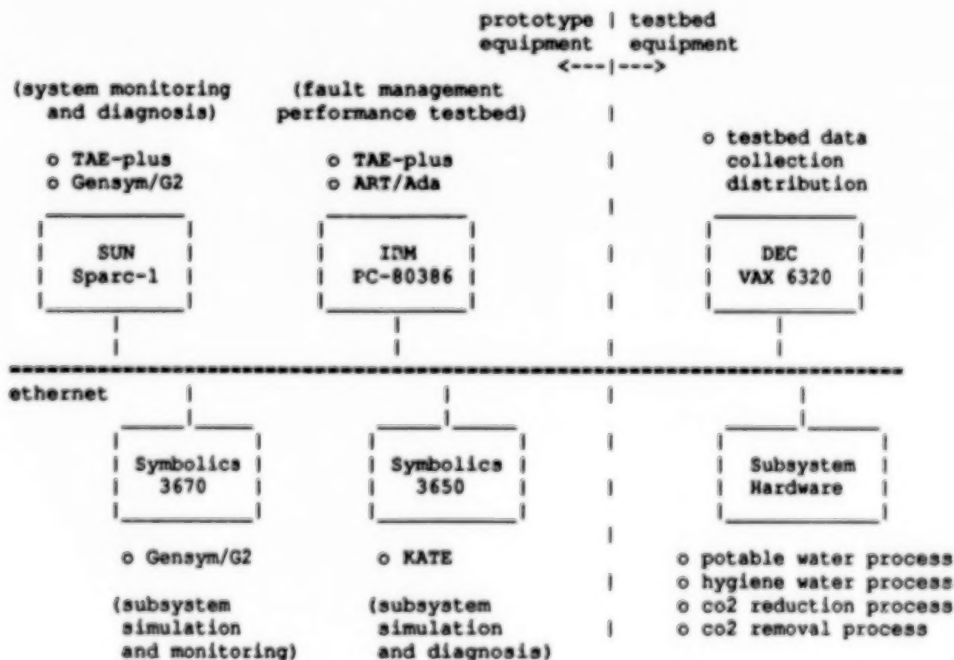 prototype | testbed
equipment | equipment
<---|--->
(system monitoring
and diagnosis)
(fault management
performance testbed)
o TAE-plus
o Gensym/G2
o TAE-plus
o ART/Ada
o testbed data
collection
distribution
SUN
Sparc-1
IBM
PC-80386
DEC
VAX 6320
ethernet
Symbolics
3670
Symbolics
3650
Subsystem
Hardware
o Gensym/G2
o KATE
o potable water process
o hygiene water process
o co2 reduction process
o co2 removal process
(subsystem
simulation
and monitoring)
(subsystem
simulation
and diagnosis)